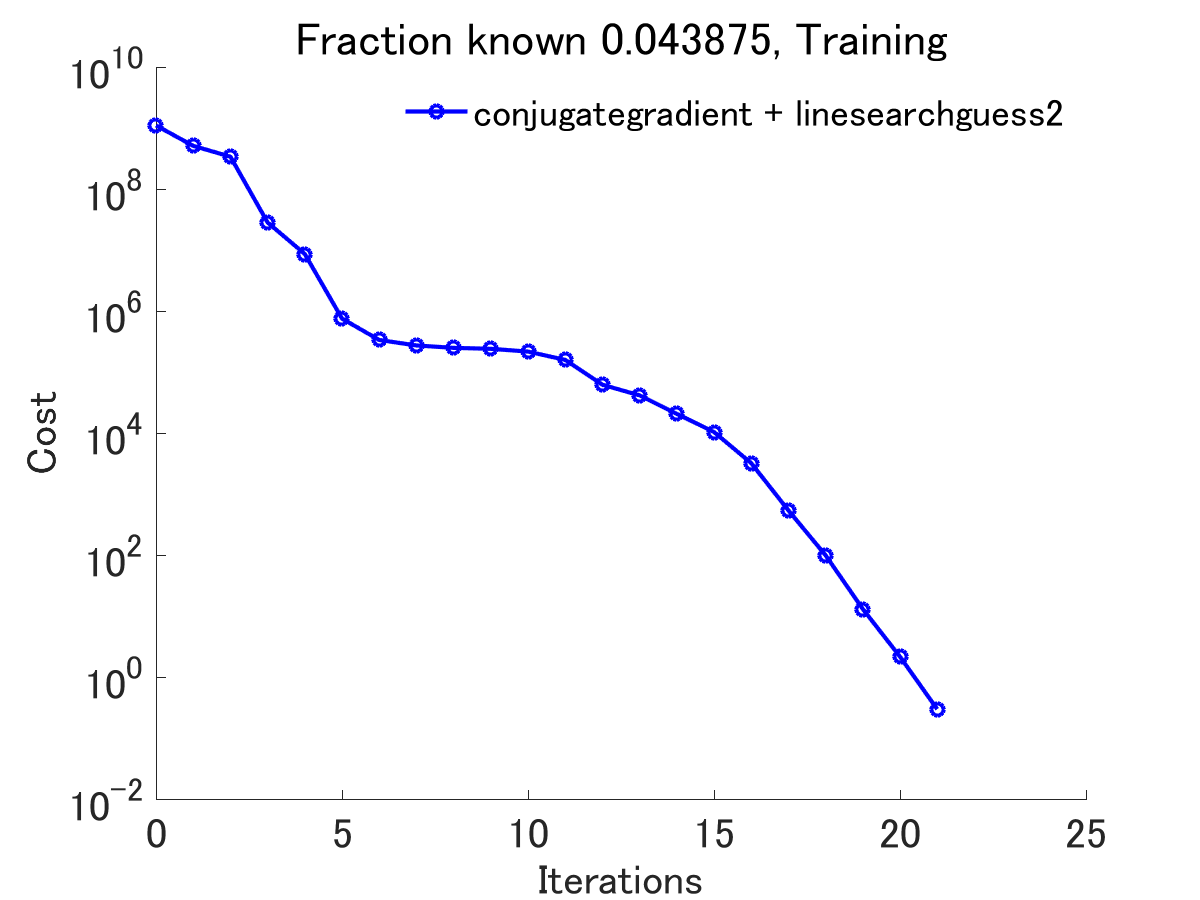 Fraction known 0.043875, Training
conjugategradient + linesearchguess2
10^10
10^8
10^6
10^4
10^2
10^0
10^-2
Cost
0 5 10 15 20 25
Iterations